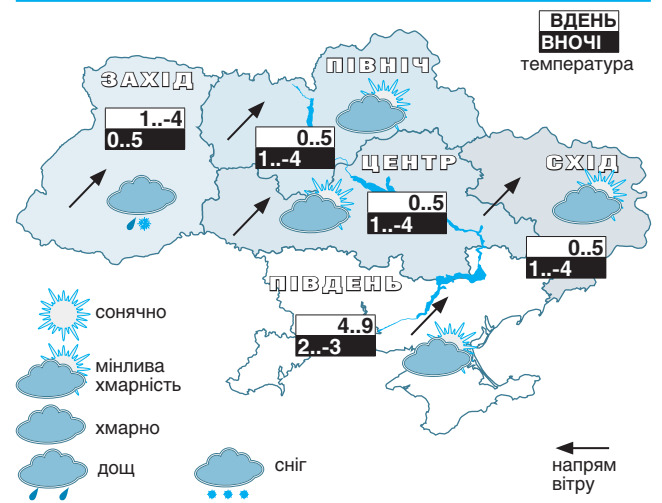 ВДЕНЬ
ВНОЧІ
температура
ПІВНІЧ
ЗАХІД
1..-4
0..5
0..5
1..-4
ЦЕНТР
СХІД
0..5
1..-4
0..5
1..-4
ПІВДЕНЬ
4..9
2..-3
сонячно
мінлива
хмарність
хмарно
дощ
сніг
напрям
вітру